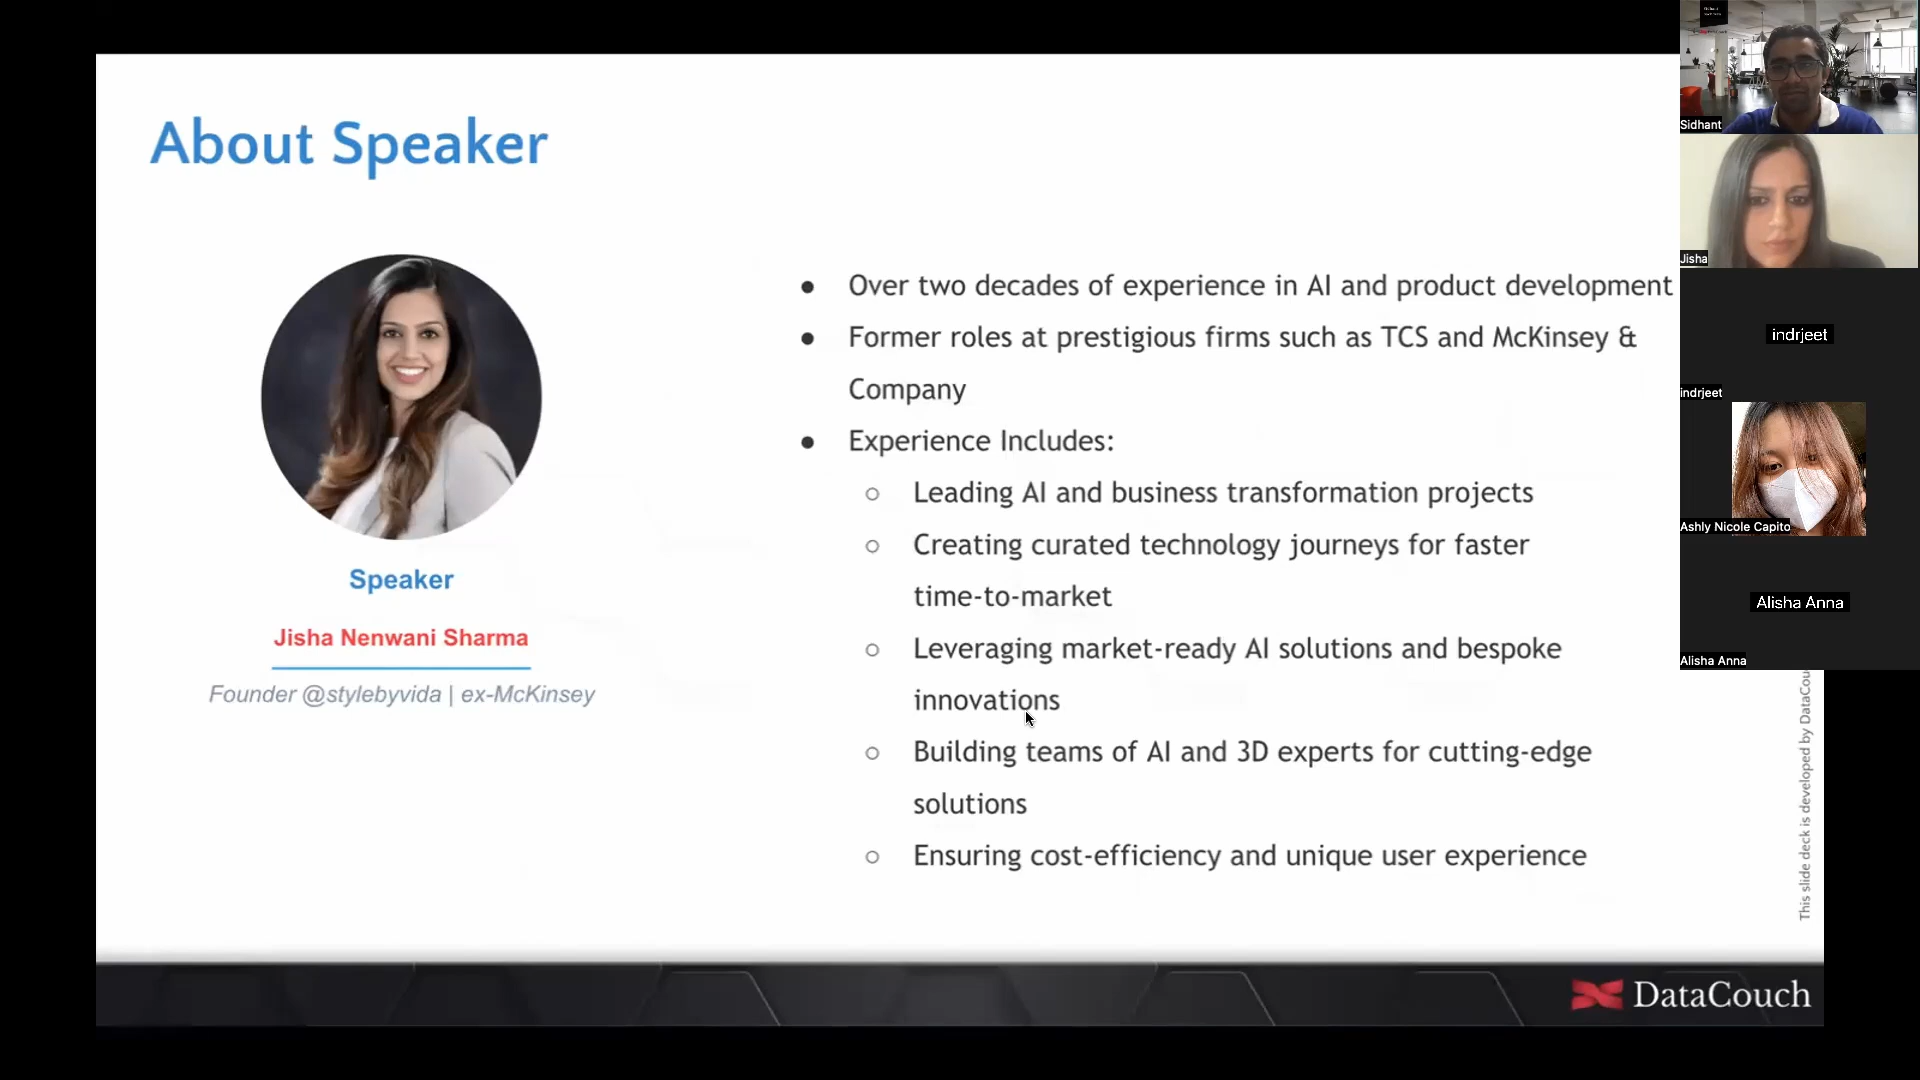 About Speaker
Speaker
Jisha Nenwani Sharma
Founder @stylebyvida | ex-McKinsey
● Over two decades of experience in AI and product development
● Former roles at prestigious firms such as TCS and McKinsey &
Company
● Experience Includes:
○ Leading AI and business transformation projects
○ Creating curated technology journeys for faster
time-to-market
○ Leveraging market-ready AI solutions and bespoke
innovations
○ Building teams of AI and 3D experts for cutting-edge
solutions
○ Ensuring cost-efficiency and unique user experience
This slide deck is developed by DataCou
DataCouch
Sidhant
Jisha
indrjeet
indrjeet
Ashly Nicole Capito
Alisha Anna
Alisha Anna